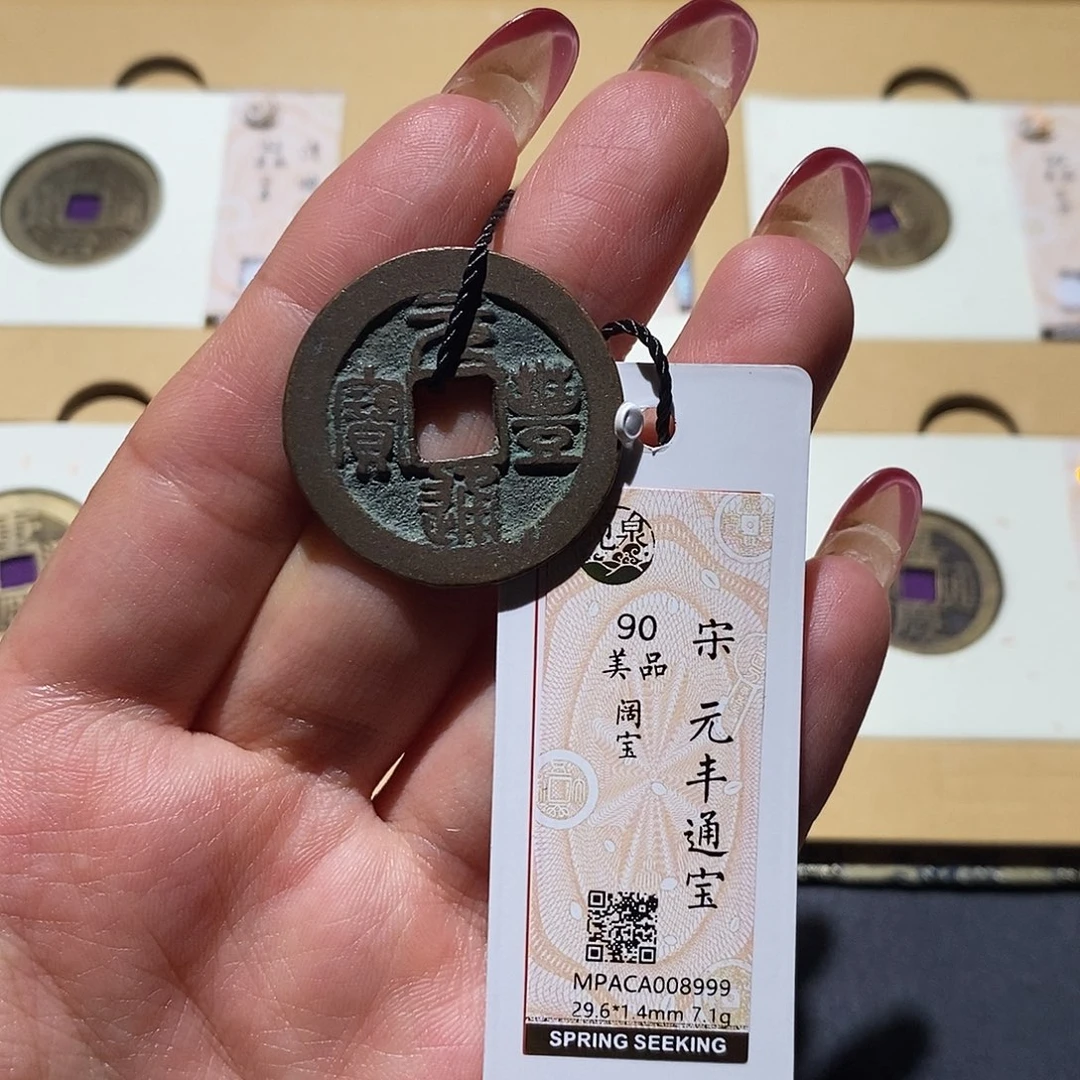 元
豐
通
寶
泉
90
美品
阔宝
宋 元丰通宝
MPACA008999
29.6*1.4mm 7.1g
SPRING SEEKING